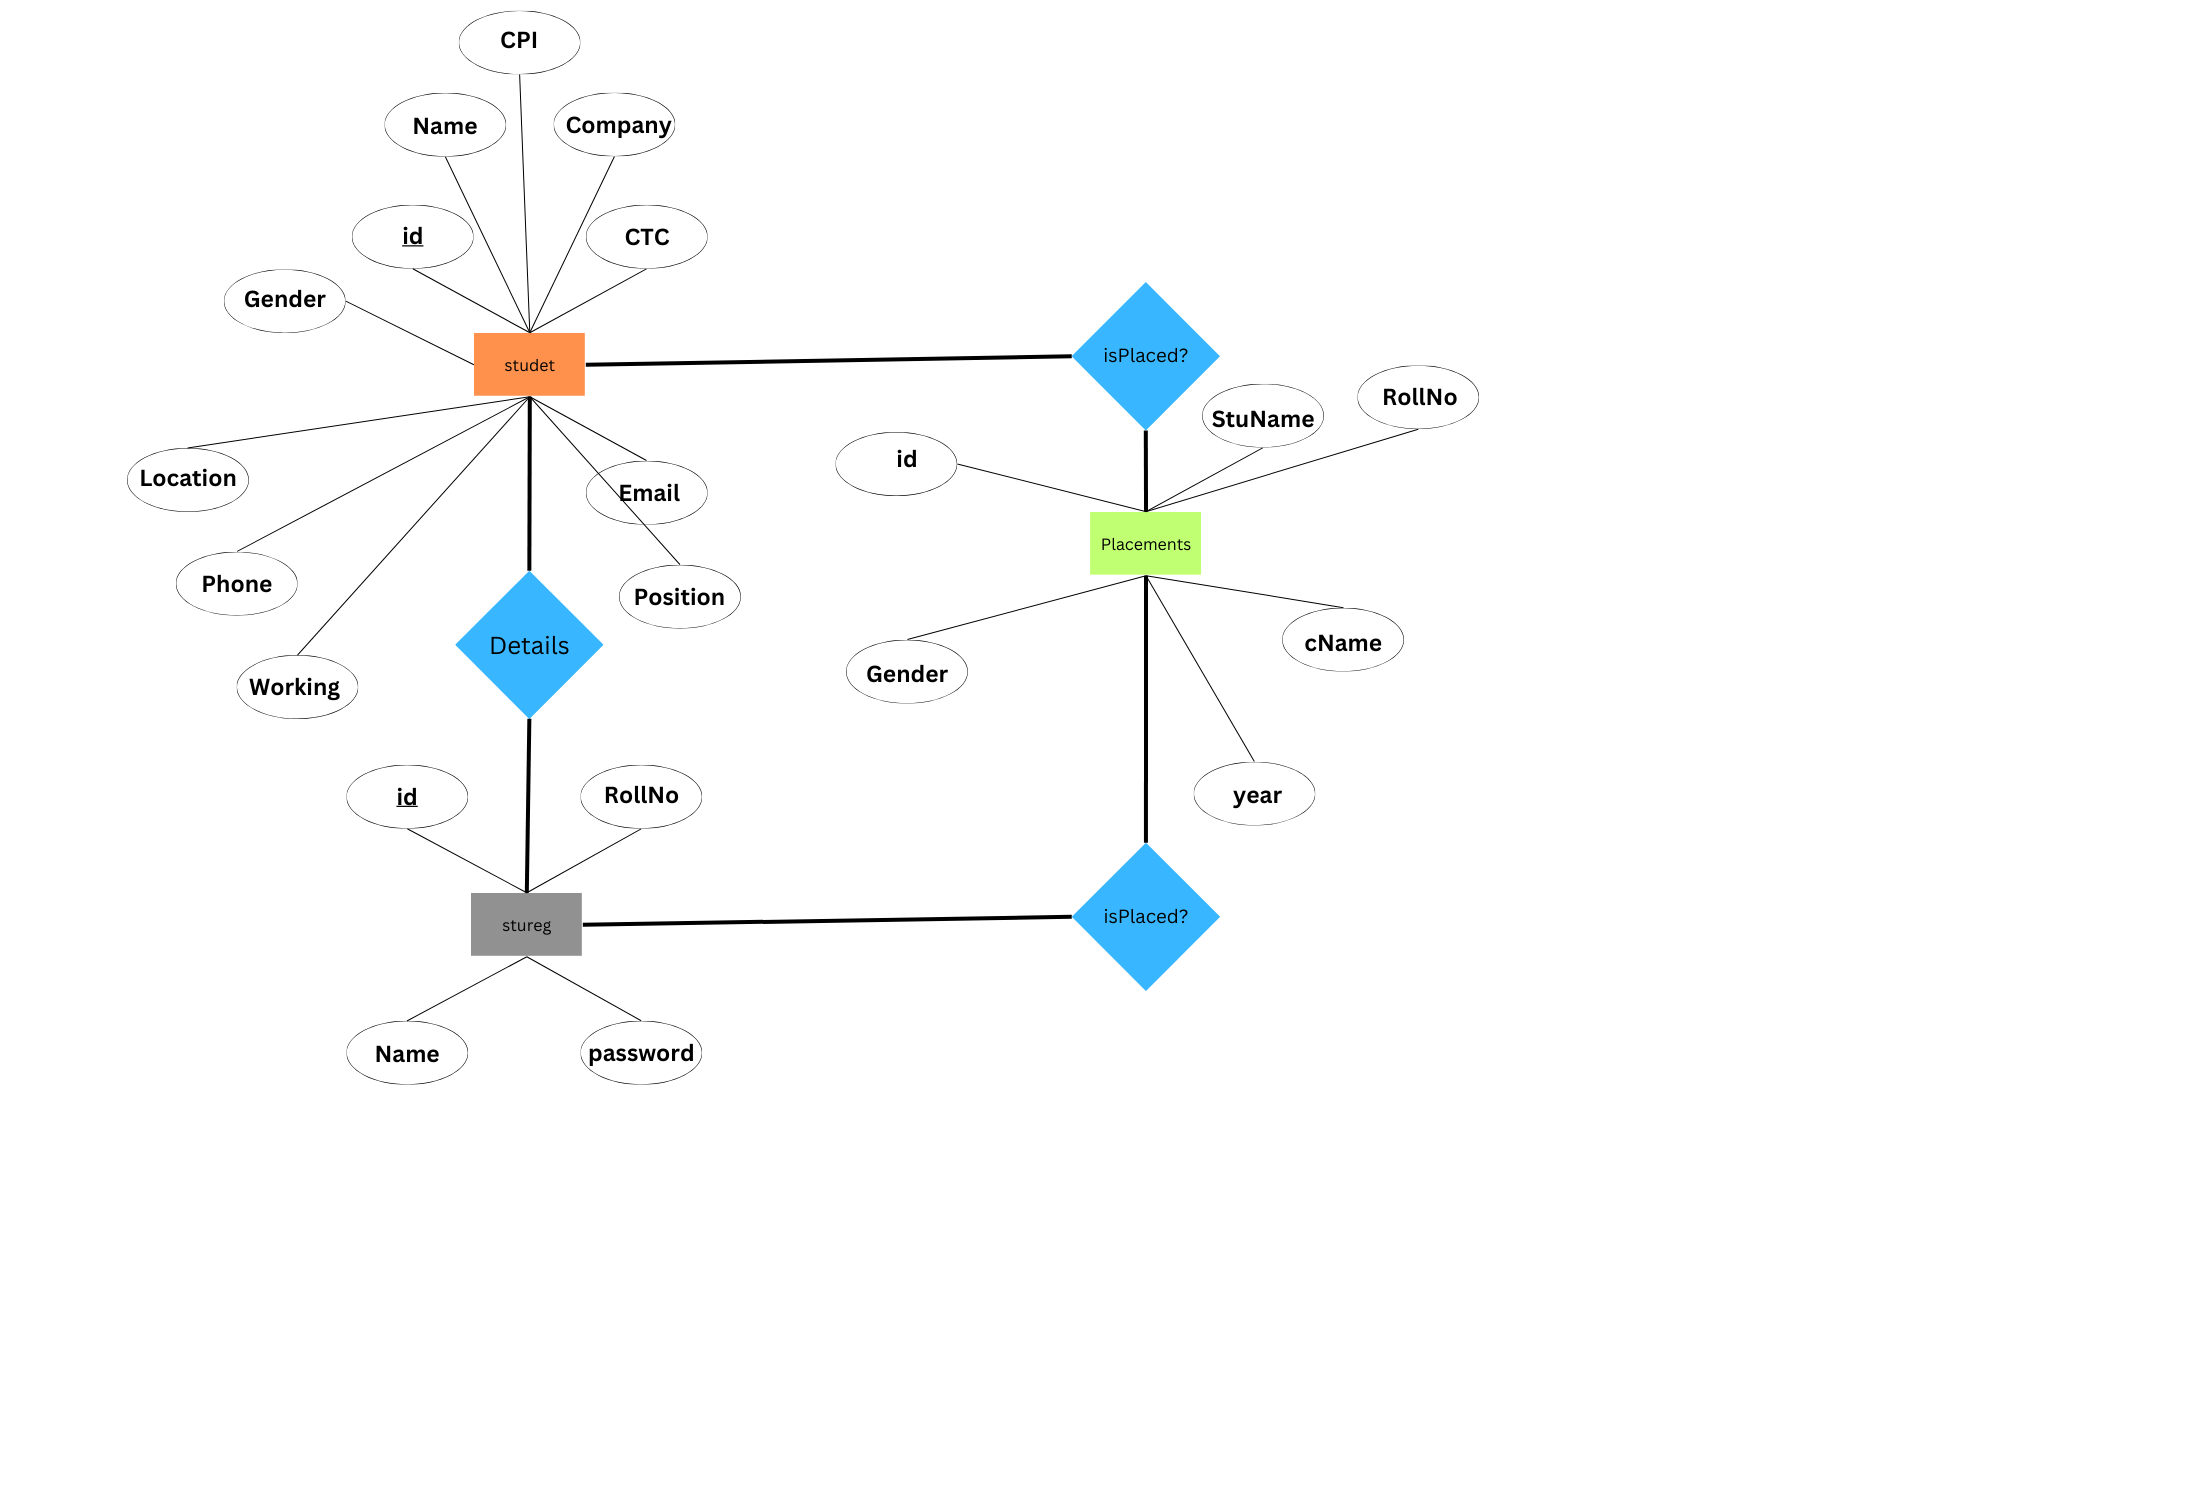 CPI
Name
Company
id
CTC
Gender
studet
isPlaced?
StuName
RollNo
id
Location
Email
Placements
Phone
Position
Details
Gender
cName
Working
id
RollNo
year
stureg
isPlaced?
Name
password